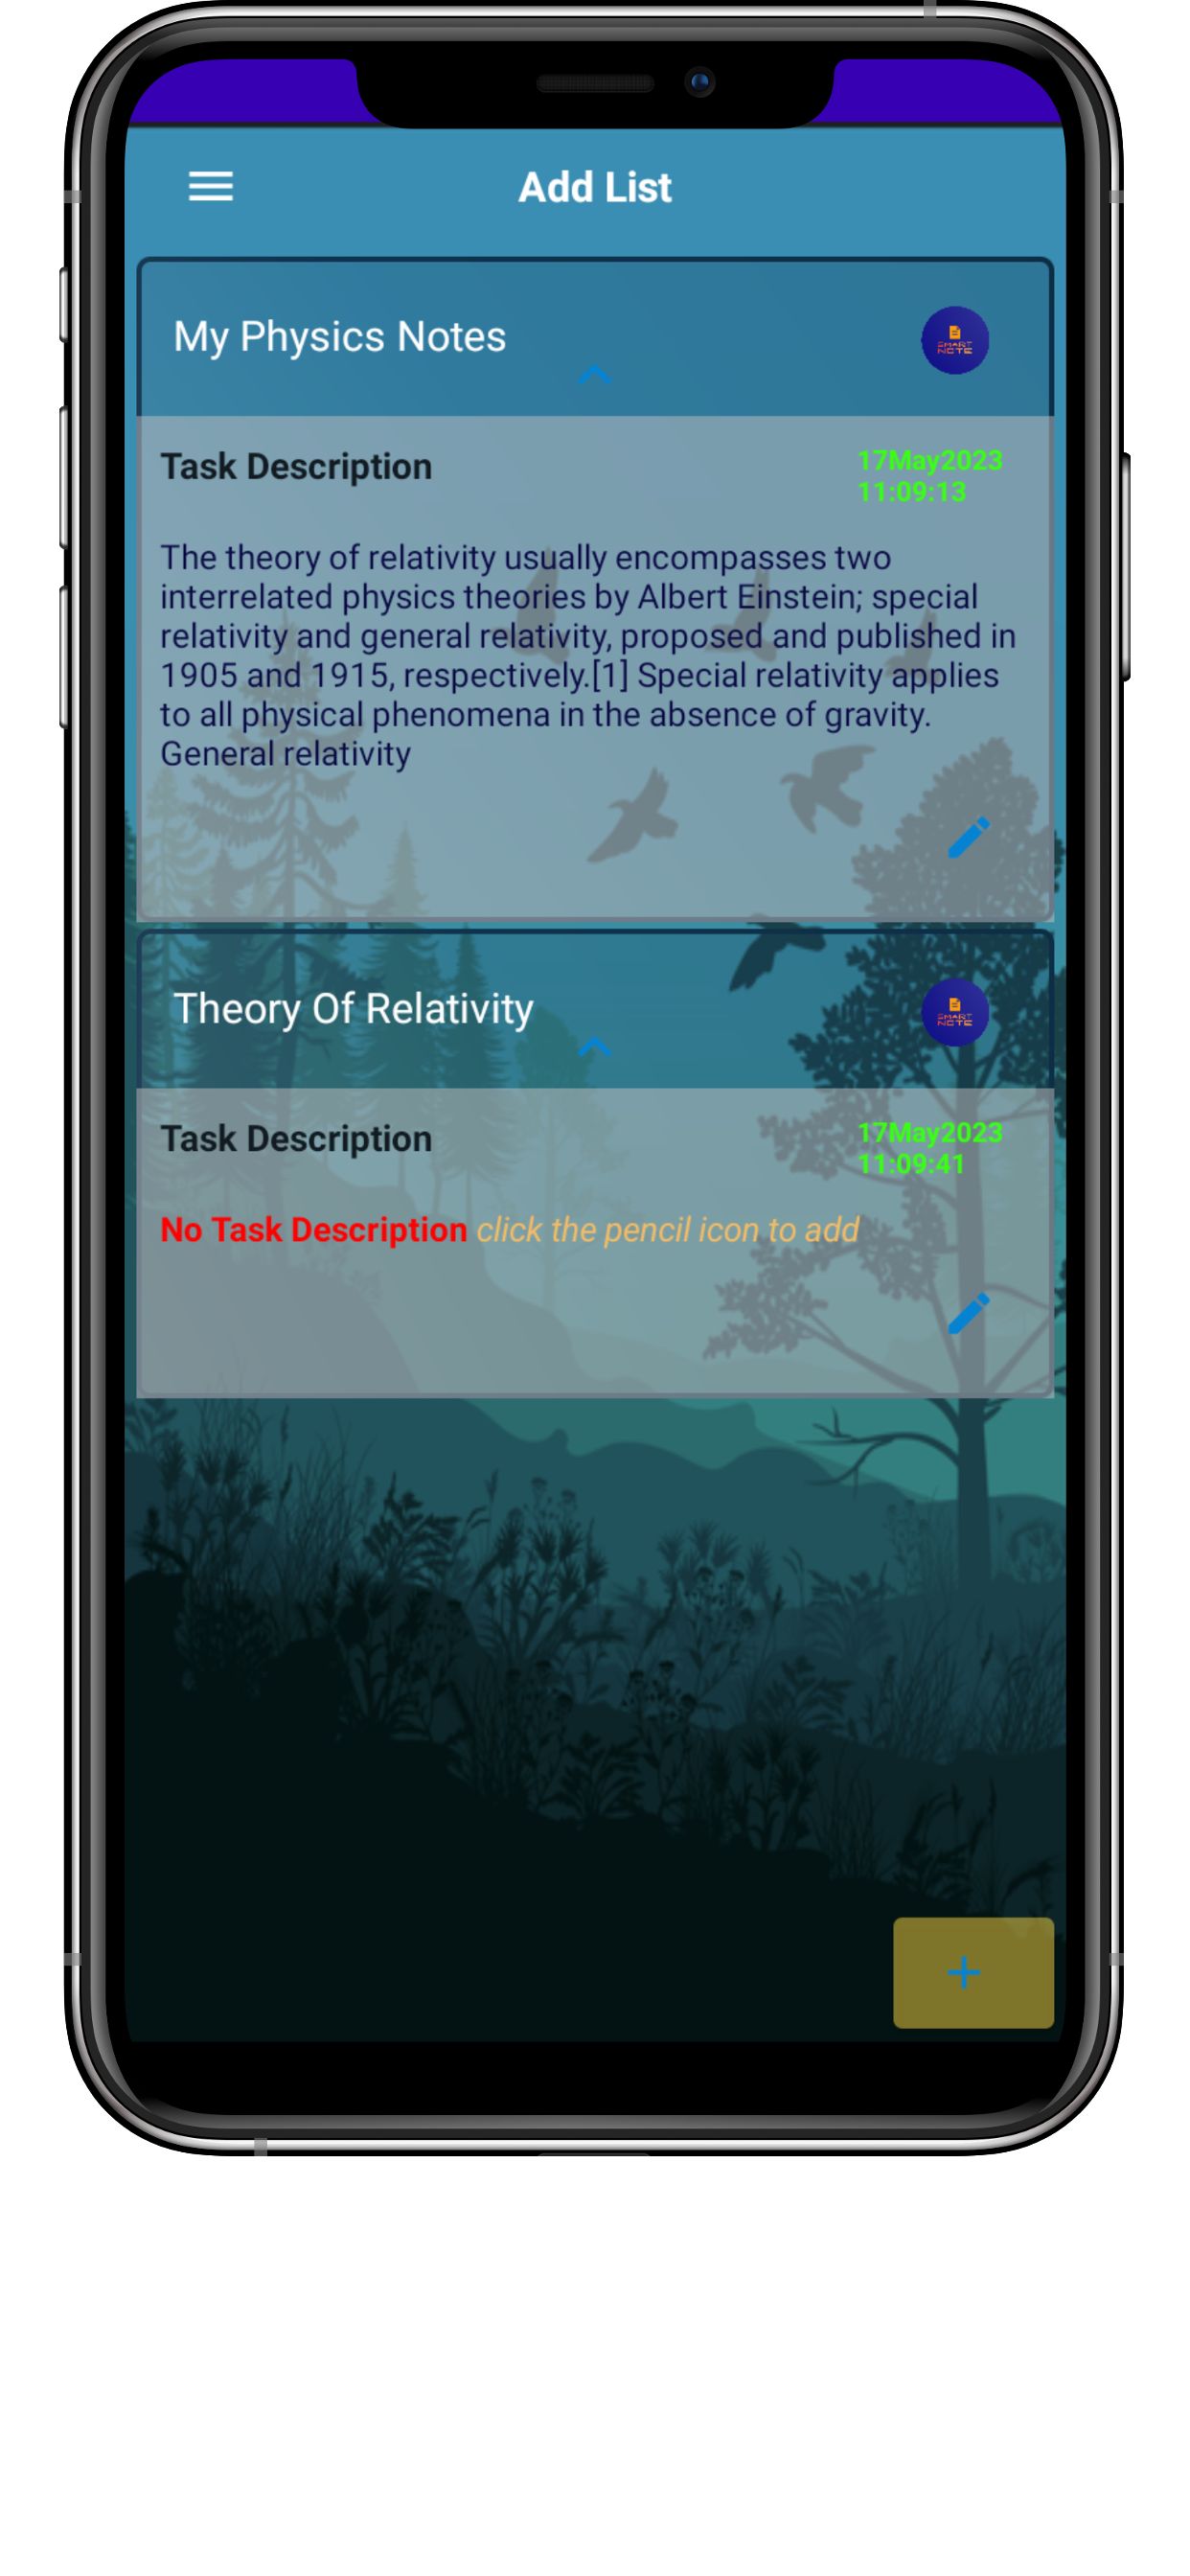 Add List
My Physics Notes
SMART
NOTE
Task Description
17May2023
11:09:13
The theory of relativity usually encompasses two
interrelated physics theories by Albert Einstein; special
relativity and general relativity, proposed and published in
1905 and 1915, respectively.[1] Special relativity applies
to all physical phenomena in the absence of gravity.
General relativity
Theory Of Relativity
SMART
NOTE
Task Description
17May2023
11:09:41
No Task Description click the pencil icon to add